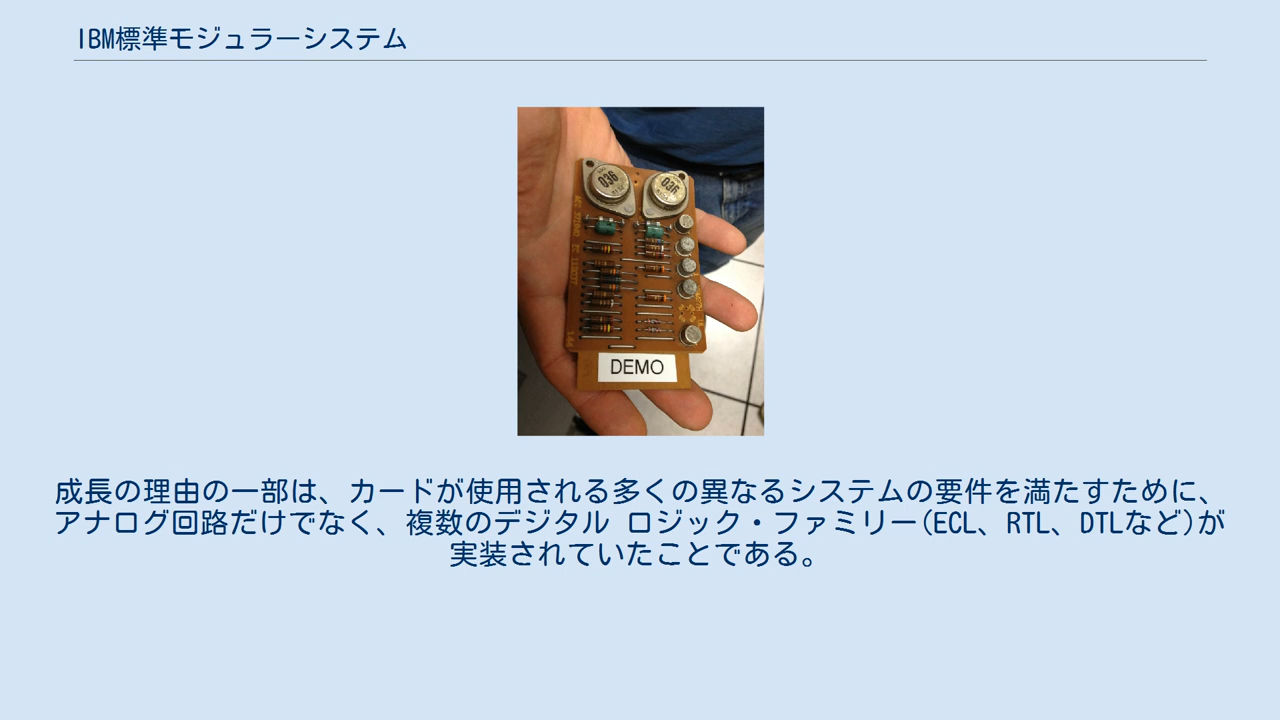 IBM標準モジュラーシステム
036
036
DEMO
成長の理由の一部は、カードが使用される多くの異なるシステムの要件を満たすために、
アナログ回路だけでなく、複数のデジタル ロジック・ファミリー(ECL、RTL、DTLなど)が
実装されていたことである。